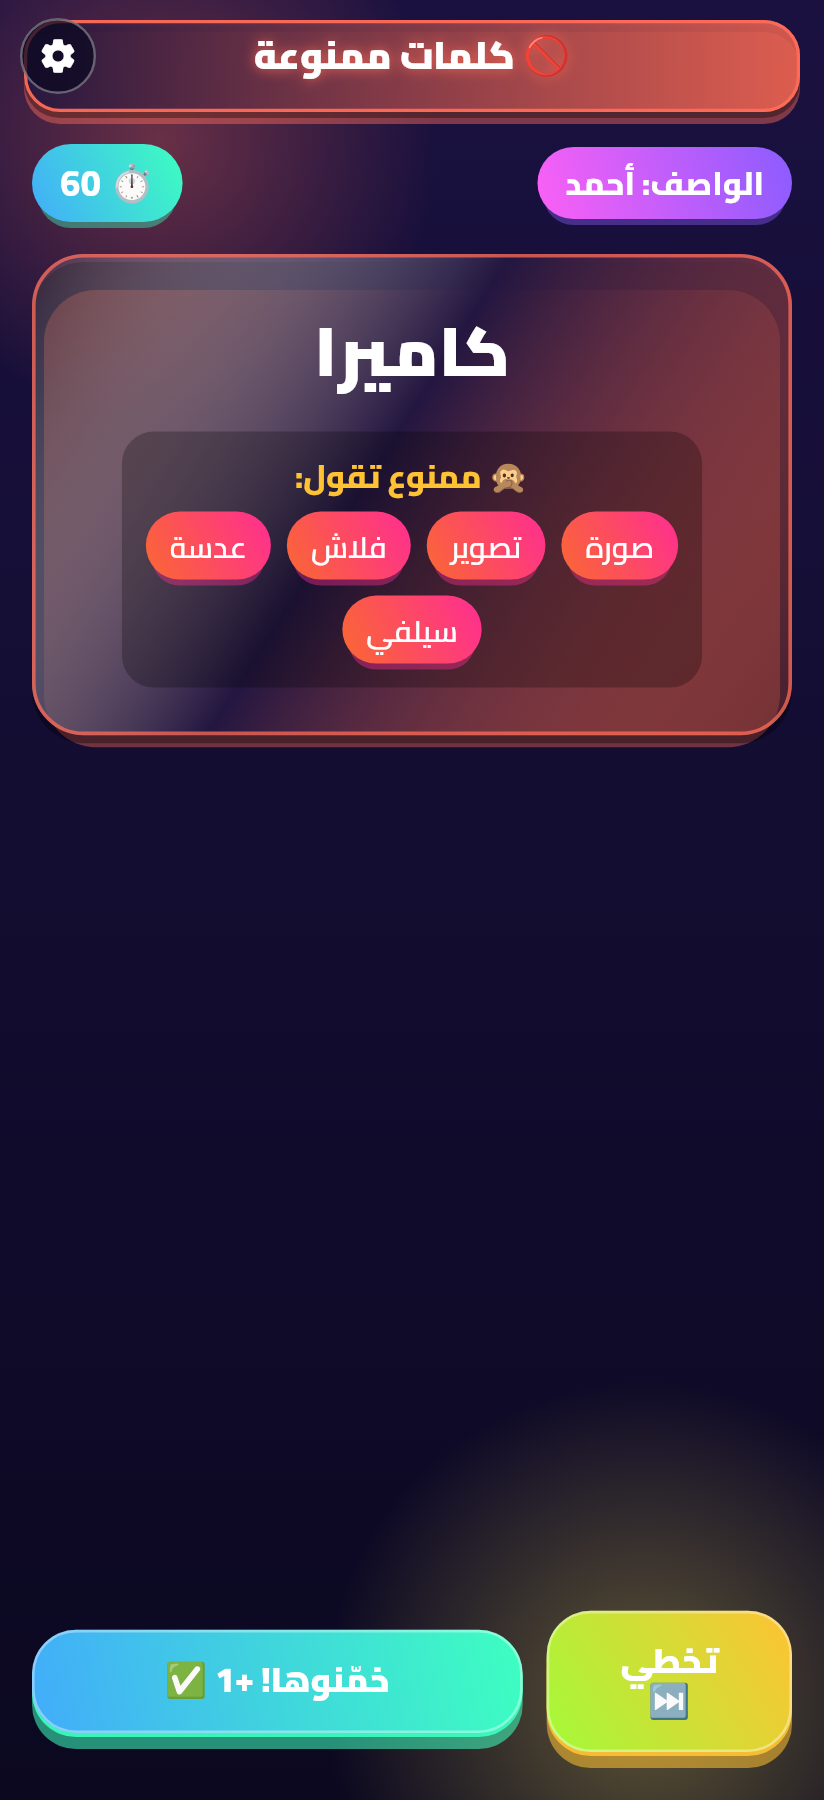 🚫 كلمات ممنوعة
الواصف: أحمد
⏱️ 60
كاميرا
🙊 ممنوع تقول:
صورة تصوير فلاش عدسة
سيلفي
تخطي
⏭️
خمّنوها! +1 ✅